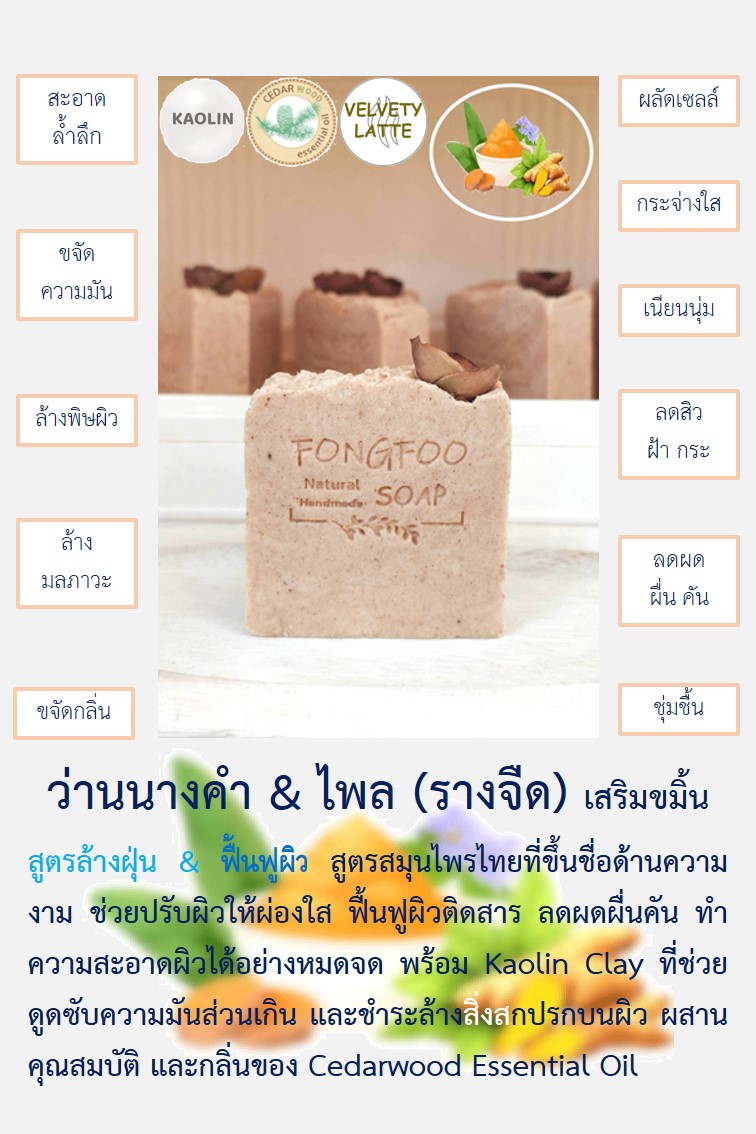 สะอาด
ล้ำลึก
ขจัด
ความมัน
ล้างพิษผิว
ล้าง
มลภาวะ
ขจัดกลิ่น
KAOLIN
CEDAR WOOD
essential oil
VELVETY
LATTE
FONGFOO
Natural
Handmade SOAP
ผลัดเซลล์
กระจ่างใส
เนียนนุ่ม
ลดสิว
ฝ้า กระ
ลดผด
ผื่น คัน
ชุ่มชื้น
ว่านนางคำ & ไพล (รางจืด) เสริมขมิ้น
สูตรล้างฝุ่น & ฟื้นฟูผิว สูตรสมุนไพรไทยที่ขึ้นชื่อด้านความ
งาม ช่วยปรับผิวให้ผ่องใส ฟื้นฟูผิวติดสาร ลดผดผื่นคัน ทำ
ความสะอาดผิวได้อย่างหมดจด พร้อม Kaolin Clay ที่ช่วย
ดูดซับความมันส่วนเกิน และชำระล้างสิ่งสกปรกบนผิว ผสาน
คุณสมบัติ และกลิ่นของ Cedarwood Essential Oil